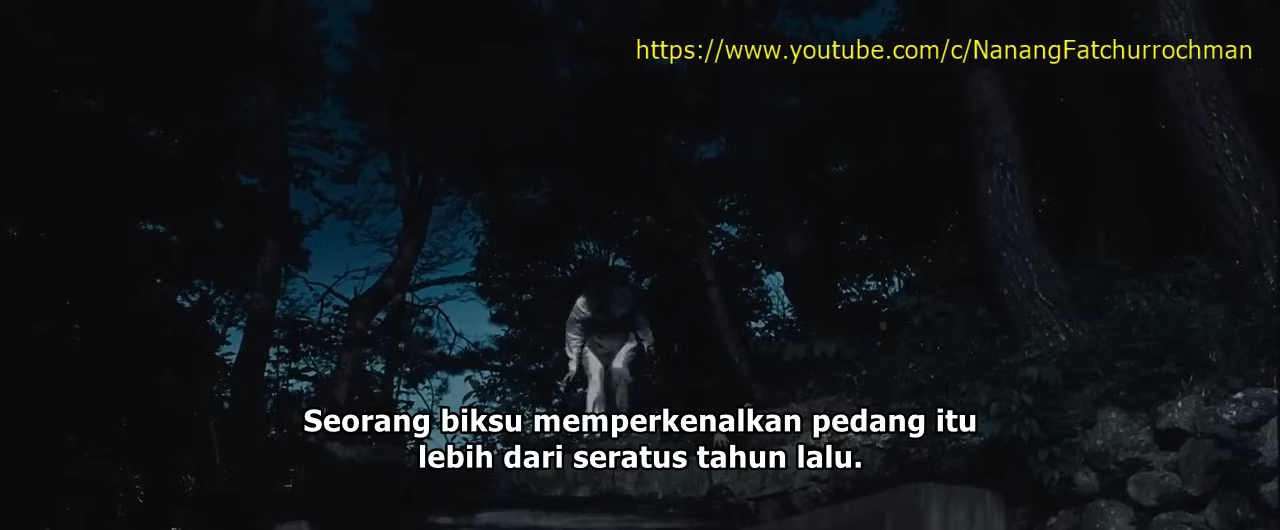 https://www.youtube.com/c/NanangFatchurrochman
Seorang biksu memperkenalkan pedang itu
lebih dari seratus tahun lalu.